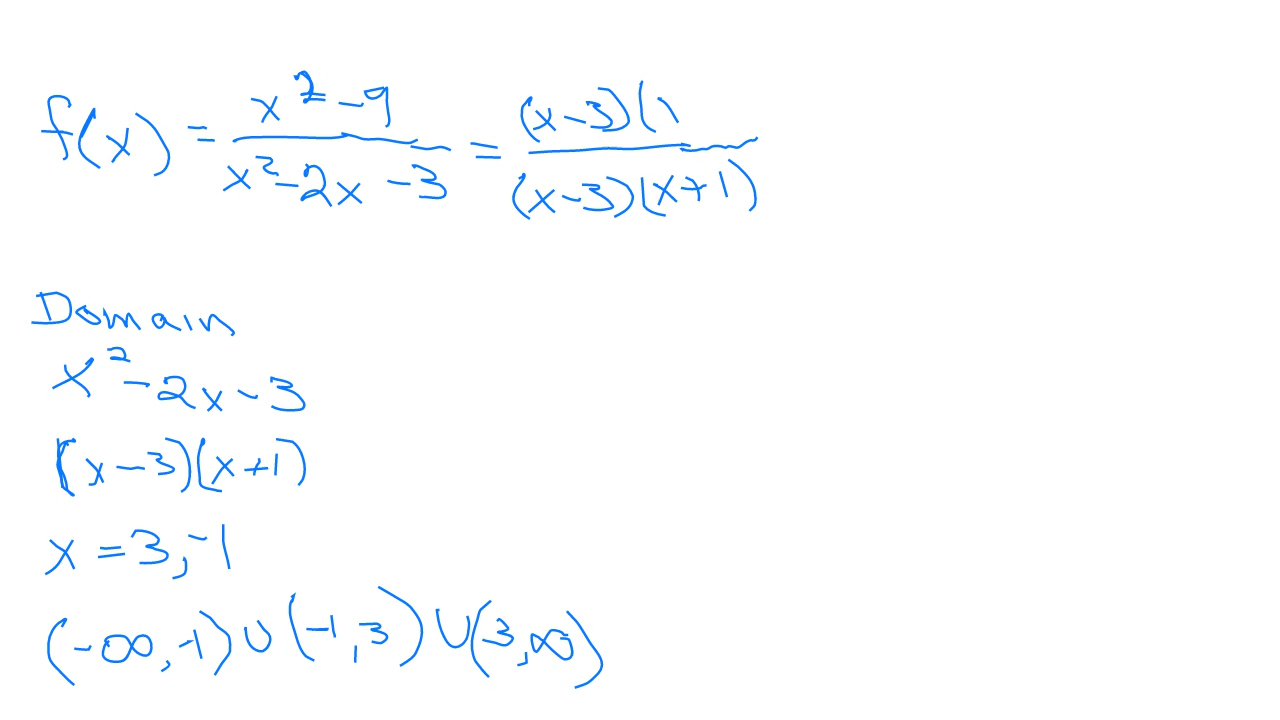 f(x) = (x² - 9)/(x² - 2x - 3) = (x-3)(x/(x-3)(x+1)
Domain
x² - 2x - 3
(x-3)(x+1)
x = 3, -1
(-∞, -1) ∪ (-1, 3) ∪ (3, ∞)